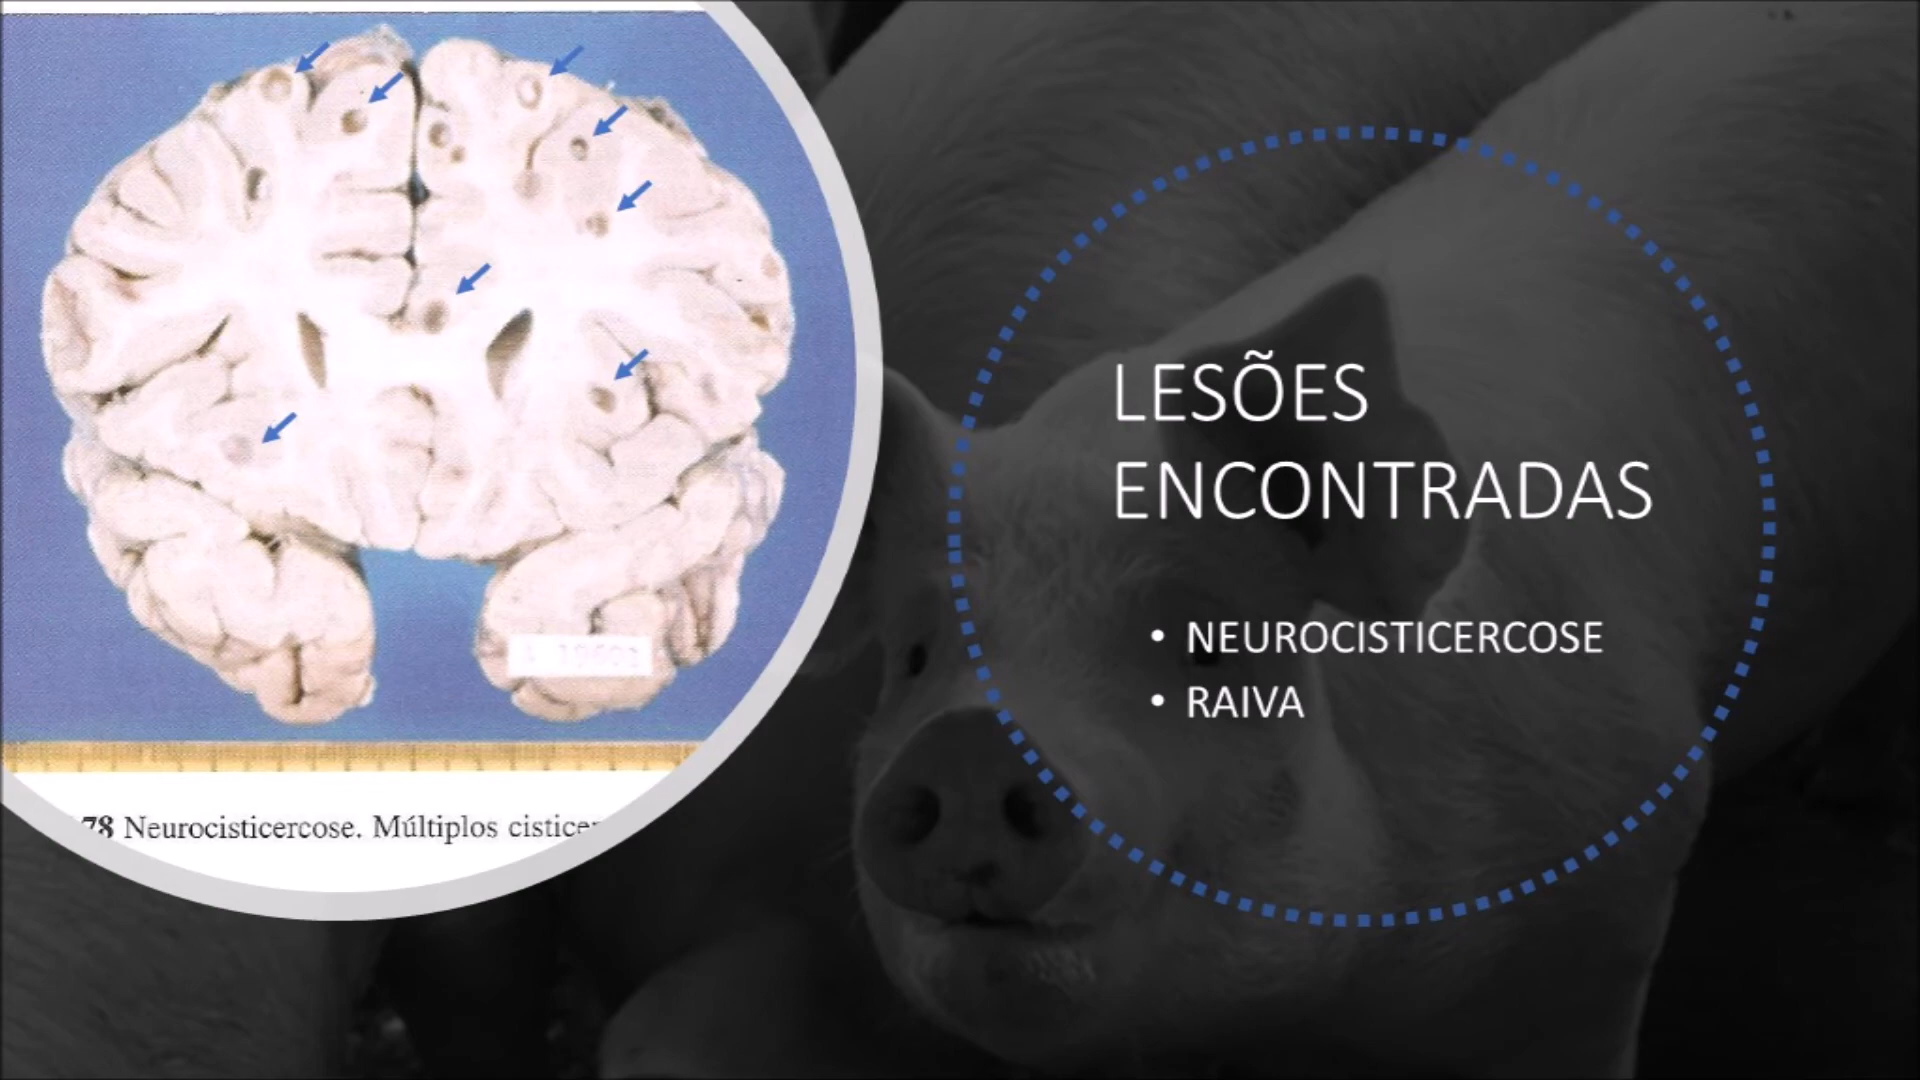 LESÕES
ENCONTRADAS
• NEUROCISTICERCOSE
• RAIVA
78 Neurocisticercose. Múltiplos